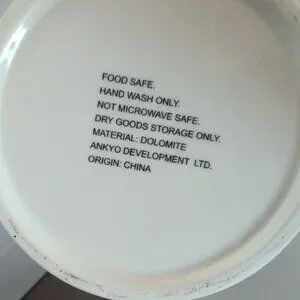 FOOD SAFE.
HAND WASH ONLY.
NOT MICROWAVE SAFE.
DRY GOODS STORAGE ONLY.
MATERIAL: DOLOMITE
ANKYO DEVELOPMENT LTD.
ORIGIN: CHINA